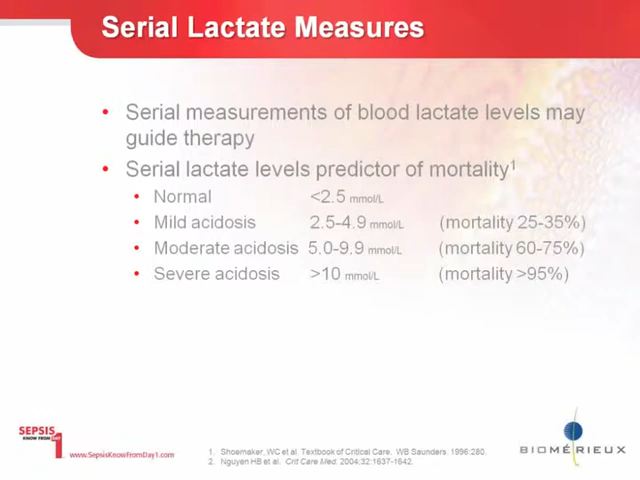 Serial Lactate Measures
• Serial measurements of blood lactate levels may
guide therapy
• Serial lactate levels predictor of mortality1
• Normal <2.5 mmol/L
• Mild acidosis 2.5-4.9 mmol/L (mortality 25-35%)
• Moderate acidosis 5.0-9.9 mmol/L (mortality 60-75%)
• Severe acidosis >10 mmol/L (mortality >95%)
SEPSIS
KNOW FROM DAY 1
www.SepsisKnowFromDay1.com
1. Shoemaker, WC et al. Textbook of Critical Care. WB Saunders. 1996:280.
2. Nguyen HB et al. Crit Care Med. 2004;32:1637-1642.
BIOMÉRIEUX